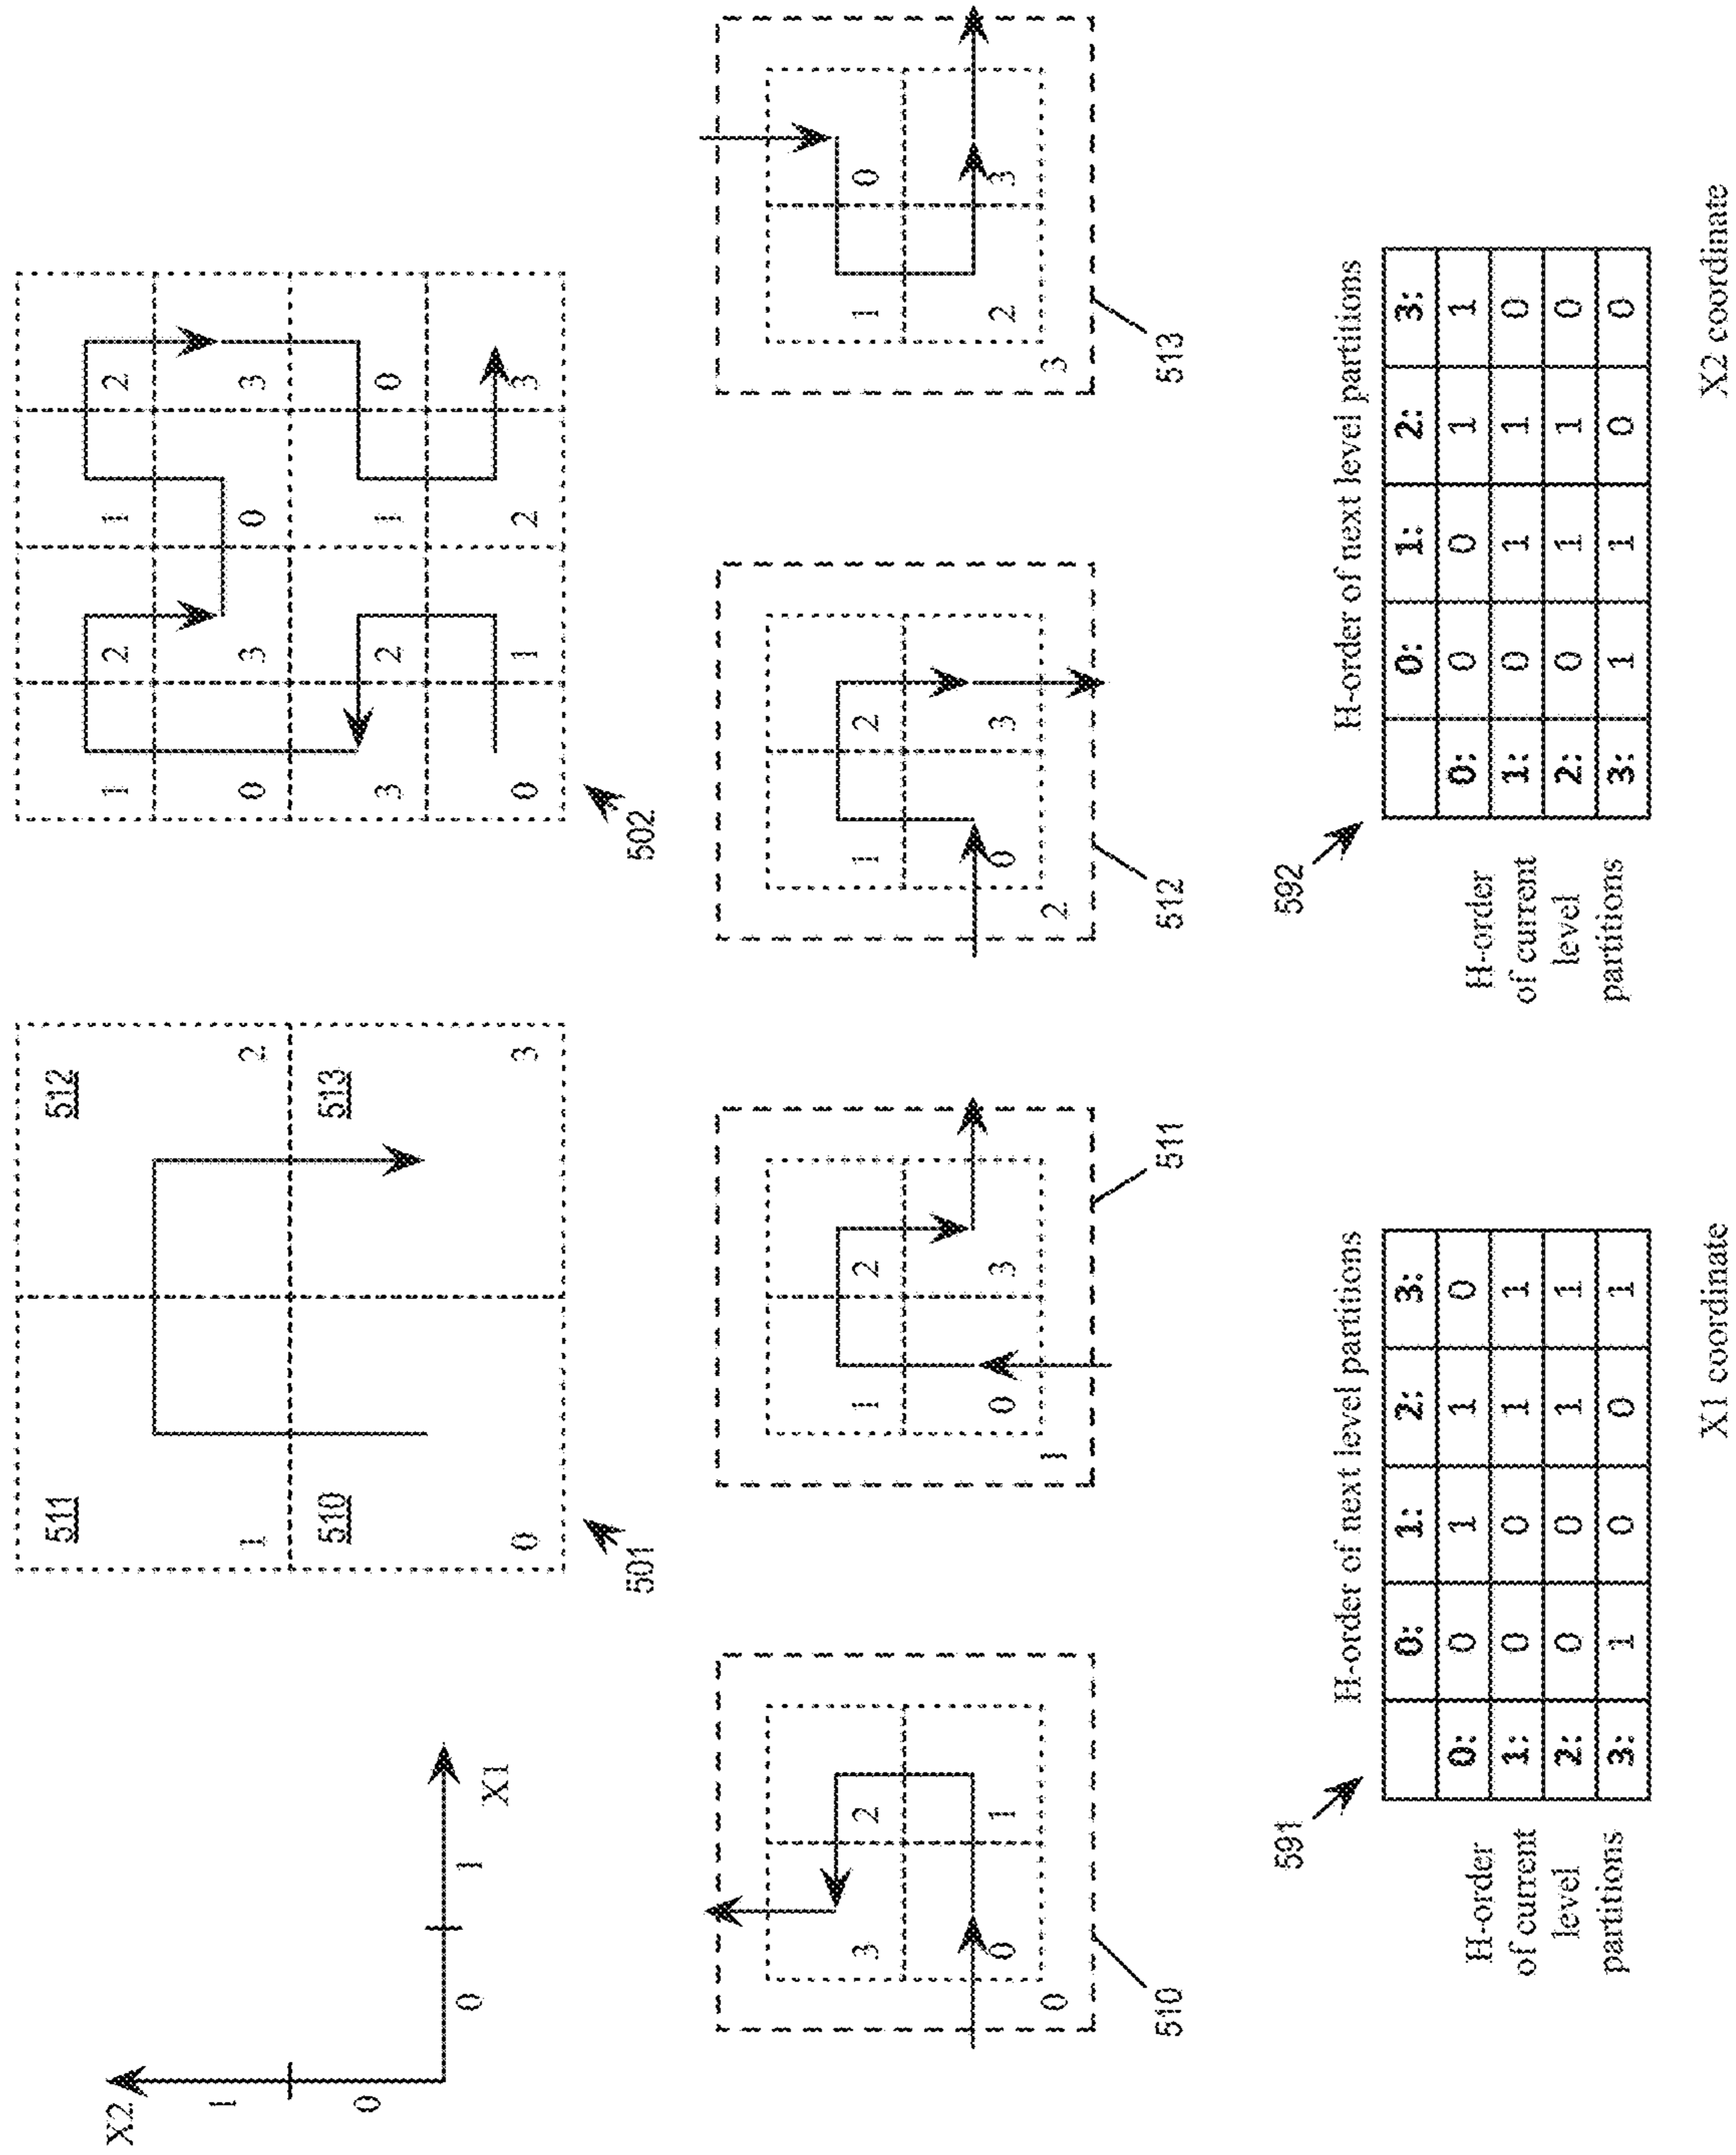 X2
1
0
0 1
X1
511 512
1 2
510 513
0 3
501
1 2 1 2
0 3 0 3
3 2 1 0
0 1 2 3
502
3 2
0 1
0
510
1 2
0 3
1
511
1 2
0 3
2
512
1 0
2 3
3
513
591
H-order of next level partitions
H-order
of current
level
partitions
0: 1: 2: 3:
0: 0 1 1 0
1: 0 0 1 1
2: 0 0 1 1
3: 1 0 0 1
X1 coordinate
592
H-order of next level partitions
H-order
of current
level
partitions
0: 1: 2: 3:
0: 0 0 1 1
1: 0 1 1 0
2: 0 1 1 0
3: 1 1 0 0
X2 coordinate